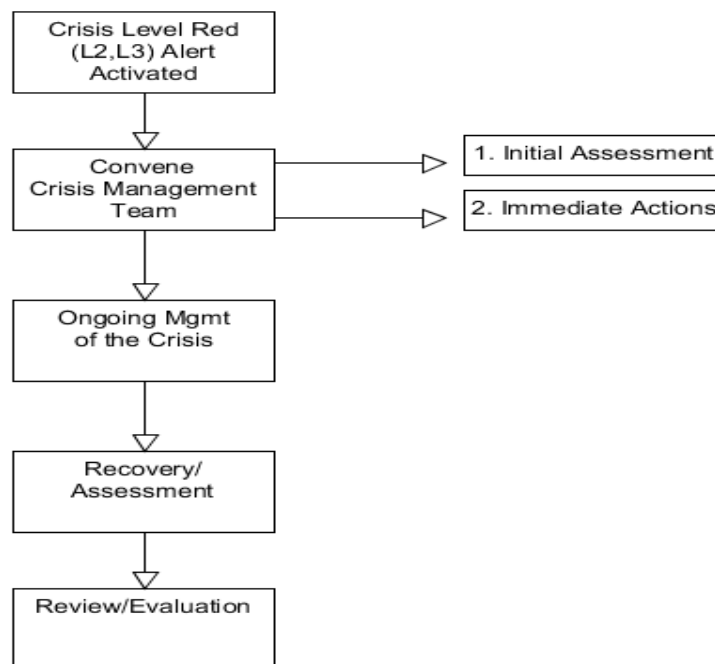 Crisis Level Red
(L2,L3) Alert
Activated
Convene
Crisis Management
Team
1. Initial Assessment
2. Immediate Actions
Ongoing Mgmt
of the Crisis
Recovery/
Assessment
Review/Evaluation